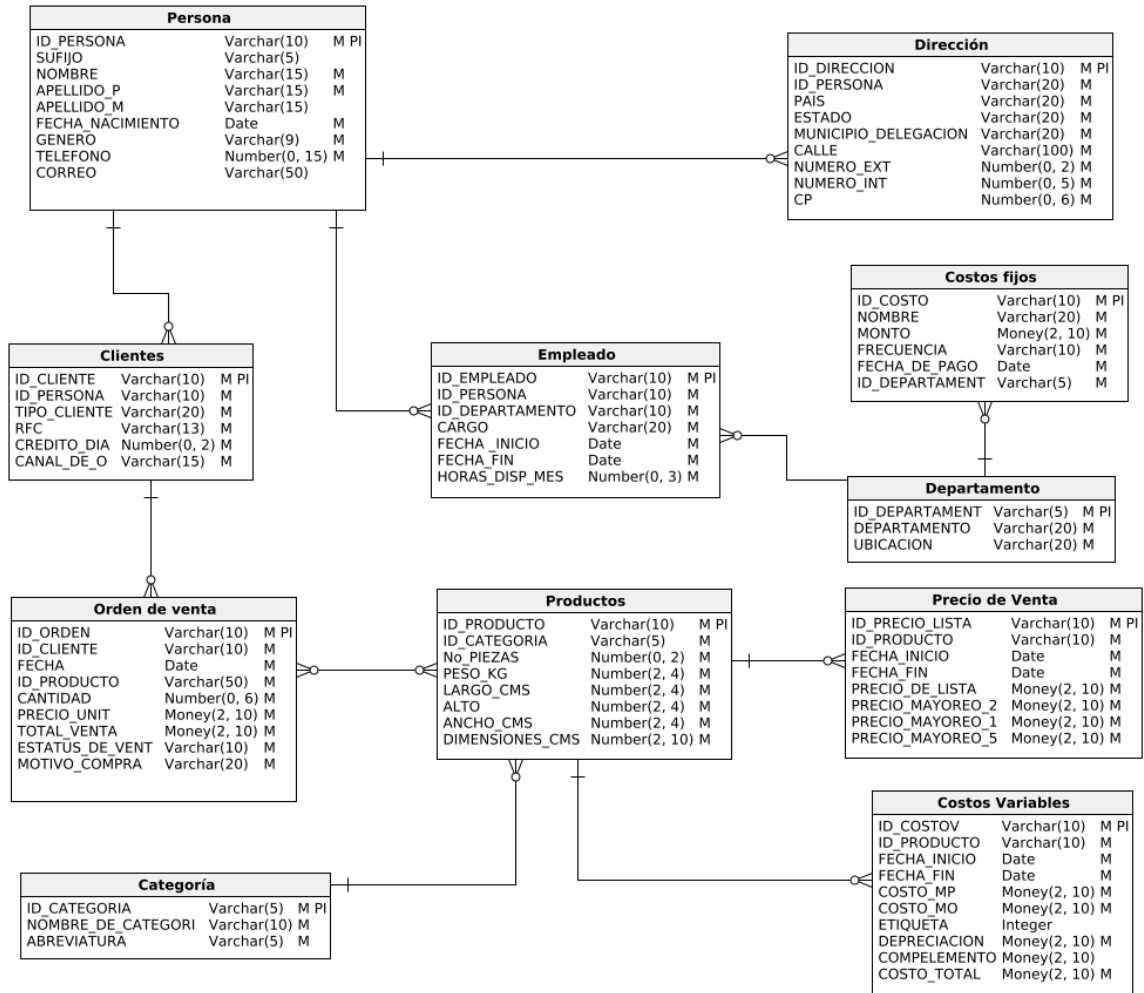 Persona
ID_PERSONA Varchar(10) M PI
SUFIJO Varchar(5)
NOMBRE Varchar(15) M
APELLIDO_P Varchar(15) M
APELLIDO_M Varchar(15)
FECHA_NACIMIENTO Date M
GENERO Varchar(9) M
TELEFONO Number(0, 15) M
CORREO Varchar(50)
Dirección
ID_DIRECCION Varchar(10) M PI
ID_PERSONA Varchar(20) M
PAIS Varchar(20) M
ESTADO Varchar(20) M
MUNICIPIO_DELEGACION Varchar(20) M
CALLE Varchar(100) M
NUMERO_EXT Number(0, 2) M
NUMERO_INT Number(0, 5) M
CP Number(0, 6) M
Costos fijos
ID_COSTO Varchar(10) M PI
NOMBRE Varchar(20) M
MONTO Money(2, 10) M
FRECUENCIA Varchar(10) M
FECHA_DE_PAGO Date M
ID_DEPARTAMENT Varchar(5) M
Clientes
ID_CLIENTE Varchar(10) M PI
ID_PERSONA Varchar(10) M
TIPO_CLIENTE Varchar(20) M
RFC Varchar(13) M
CREDITO_DIA Number(0, 2) M
CANAL_DE_O Varchar(15) M
Empleado
ID_EMPLEADO Varchar(10) M PI
ID_PERSONA Varchar(10) M
ID_DEPARTAMENTO Varchar(10) M
CARGO Varchar(20) M
FECHA _INICIO Date M
FECHA_FIN Date M
HORAS_DISP_MES Number(0, 3) M
Departamento
ID_DEPARTAMENT Varchar(5) M PI
DEPARTAMENTO Varchar(20) M
UBICACION Varchar(20) M
Orden de venta
ID_ORDEN Varchar(10) M PI
ID_CLIENTE Varchar(10) M
FECHA Date M
ID_PRODUCTO Varchar(50) M
CANTIDAD Number(0, 6) M
PRECIO_UNIT Money(2, 10) M
TOTAL_VENTA Money(2, 10) M
ESTATUS_DE_VENT Varchar(10) M
MOTIVO_COMPRA Varchar(20) M
Productos
ID_PRODUCTO Varchar(10) M PI
ID_CATEGORIA Varchar(5) M
No_PIEZAS Number(0, 2) M
PESO_KG Number(2, 4) M
LARGO_CMS Number(2, 4) M
ALTO Number(2, 4) M
ANCHO_CMS Number(2, 4) M
DIMENSIONES_CMS Number(2, 10) M
Precio de Venta
ID_PRECIO_LISTA Varchar(10) M PI
ID_PRODUCTO Varchar(10) M
FECHA_INICIO Date M
FECHA_FIN Date M
PRECIO_DE_LISTA Money(2, 10) M
PRECIO_MAYOREO_2 Money(2, 10) M
PRECIO_MAYOREO_1 Money(2, 10) M
PRECIO_MAYOREO_5 Money(2, 10) M
Costos Variables
ID_COSTOV Varchar(10) M PI
ID_PRODUCTO Varchar(10) M
FECHA_INICIO Date M
FECHA_FIN Date M
COSTO_MP Money(2, 10) M
COSTO_MO Money(2, 10) M
ETIQUETA Integer
DEPRECIACION Money(2, 10) M
COMPELEMENTO Money(2, 10)
COSTO_TOTAL Money(2, 10) M
Categoría
ID_CATEGORIA Varchar(5) M PI
NOMBRE_DE_CATEGORI Varchar(10) M
ABREVIATURA Varchar(5) M